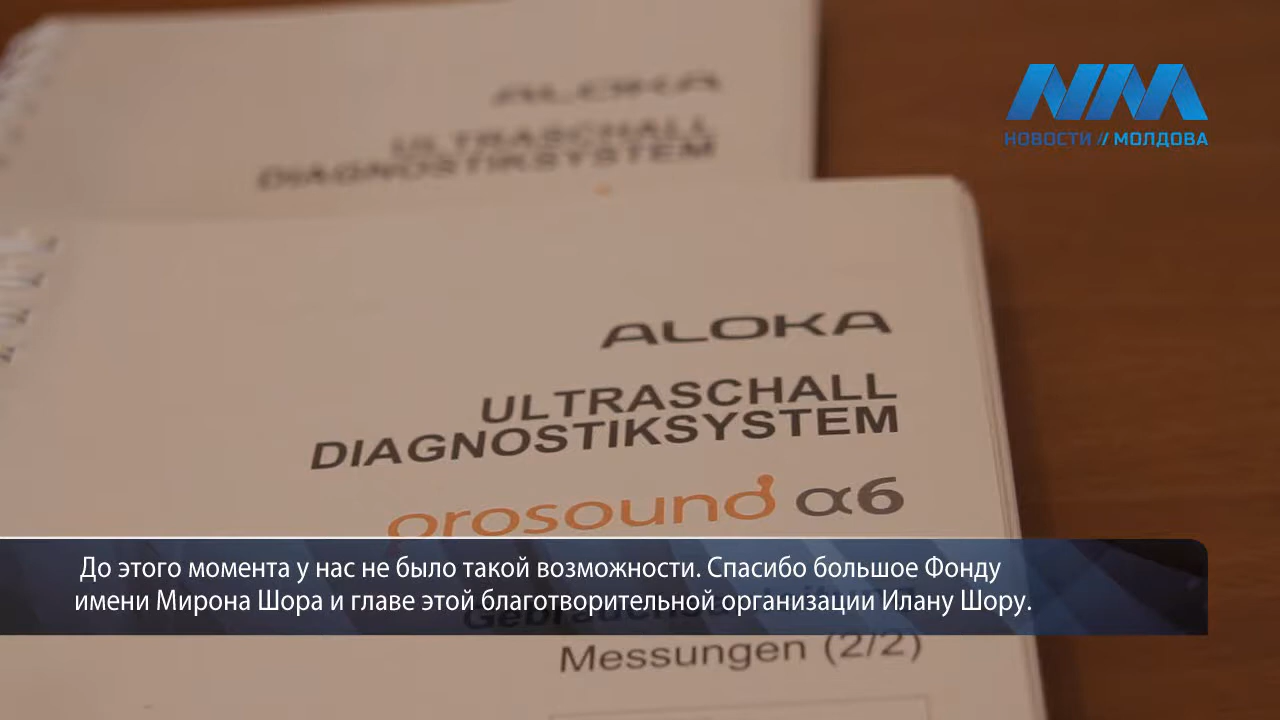 ALOKA
ULTRASCHALL
DIAGNOSTIKSYSTEM
НОВОСТИ // МОЛДОВА
ALOKA
ULTRASCHALL
DIAGNOSTIKSYSTEM
prosound α6
До этого момента у нас не было такой возможности. Спасибо большое Фонду
имени Мирона Шора и главе этой благотворительной организации Илану Шору.
Messungen (2/2)